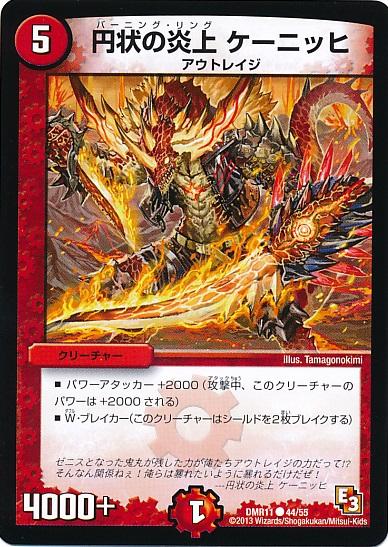 5
バーニング・リング
円状の炎上 ケーニッヒ
アウトレイジ
illus. Tamagonokimi
クリーチャー
■ パワーアタッカー +2000 (攻撃中、このクリーチャーの
パワーは +2000 される)
■ W・ブレイカー(このクリーチャーはシールドを2枚ブレイクする)
ゼニスとなった鬼丸が残した力が俺たちアウトレイジの力だって!?
そんなん関係ねぇ!俺らは暴れたいように暴れるだけだぜ!
---円状の炎上 ケーニッヒ
4000+
1
DMR11 ● 44/55
©2013 Wizards/Shogakukan/Mitsui-Kids
E3